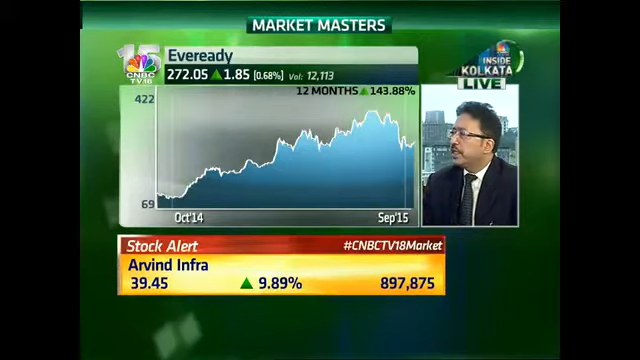 MARKET MASTERS
15
CNBC
TV18
Eveready
272.05 ▲ 1.85 [0.68%] Vol: 12,113
INSIDE
KOLKATA
LIVE
12 MONTHS ▲ 143.88%
422
69
Oct'14 Sep'15
Stock Alert #CNBCTV18Market
Arvind Infra
39.45 ▲ 9.89% 897,875